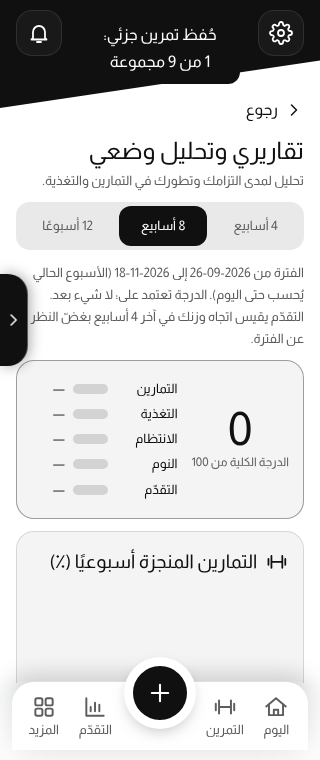 حُفظ تمرين جزئي:
1 من 9 مجموعة
رجوع
تقاريري وتحليل وضعي
تحليل لمدى التزامك وتطورك في التمارين والتغذية.
4 أسابيع
8 أسابيع
12 أسبوعًا
الفترة من 2026-09-26 إلى 2026-11-18 (الأسبوع الحالي
يُحسب حتى اليوم). الدرجة تعتمد على: لا شيء بعد.
التقدّم يقيس اتجاه وزنك في آخر 4 أسابيع بغضّ النظر
عن الفترة.
0
الدرجة الكلية من 100
التمارين —
التغذية —
الانتظام —
النوم —
التقدّم —
التمارين المنجزة أسبوعيًا (٪)
اليوم
التمرين
التقدّم
المزيد